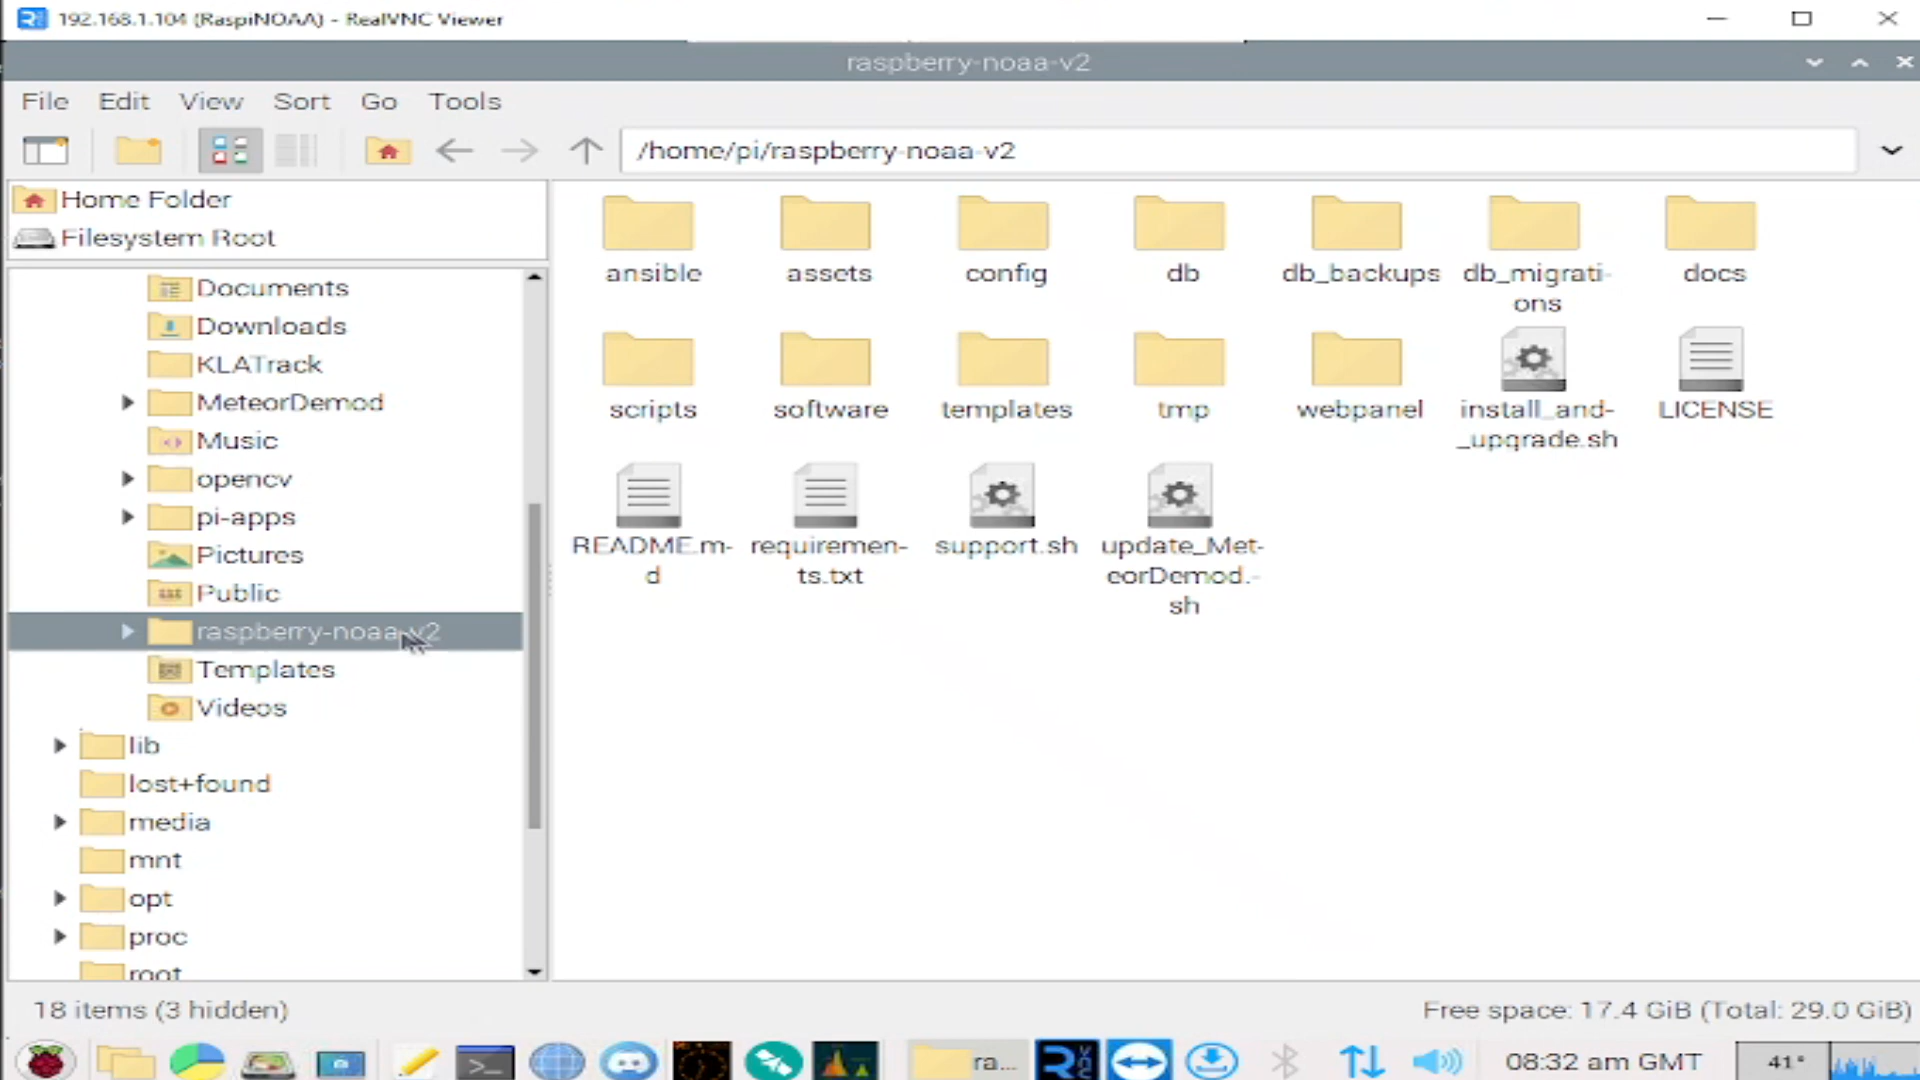 192.168.1.104 (RaspiNOAA) - RealVNC Viewer
raspberry-noaa-v2
File Edit View Sort Go Tools
/home/pi/raspberry-noaa-v2
Home Folder
Filesystem Root
Documents
Downloads
KLATrack
MeteorDemod
Music
opencv
pi-apps
Pictures
Public
raspberry-noaa-v2
Templates
Videos
lib
lost+found
media
mnt
opt
proc
root
ansible
assets
config
db
db_backups
db_migrati-
ons
docs
scripts
software
templates
tmp
webpanel
install_and-
_upgrade.sh
LICENSE
README.m-
d
requiremen-
ts.txt
support.sh
update_Met-
eorDemod.-
sh
18 items (3 hidden)
Free space: 17.4 GiB (Total: 29.0 GiB)
ra...
08:32 am GMT
41°